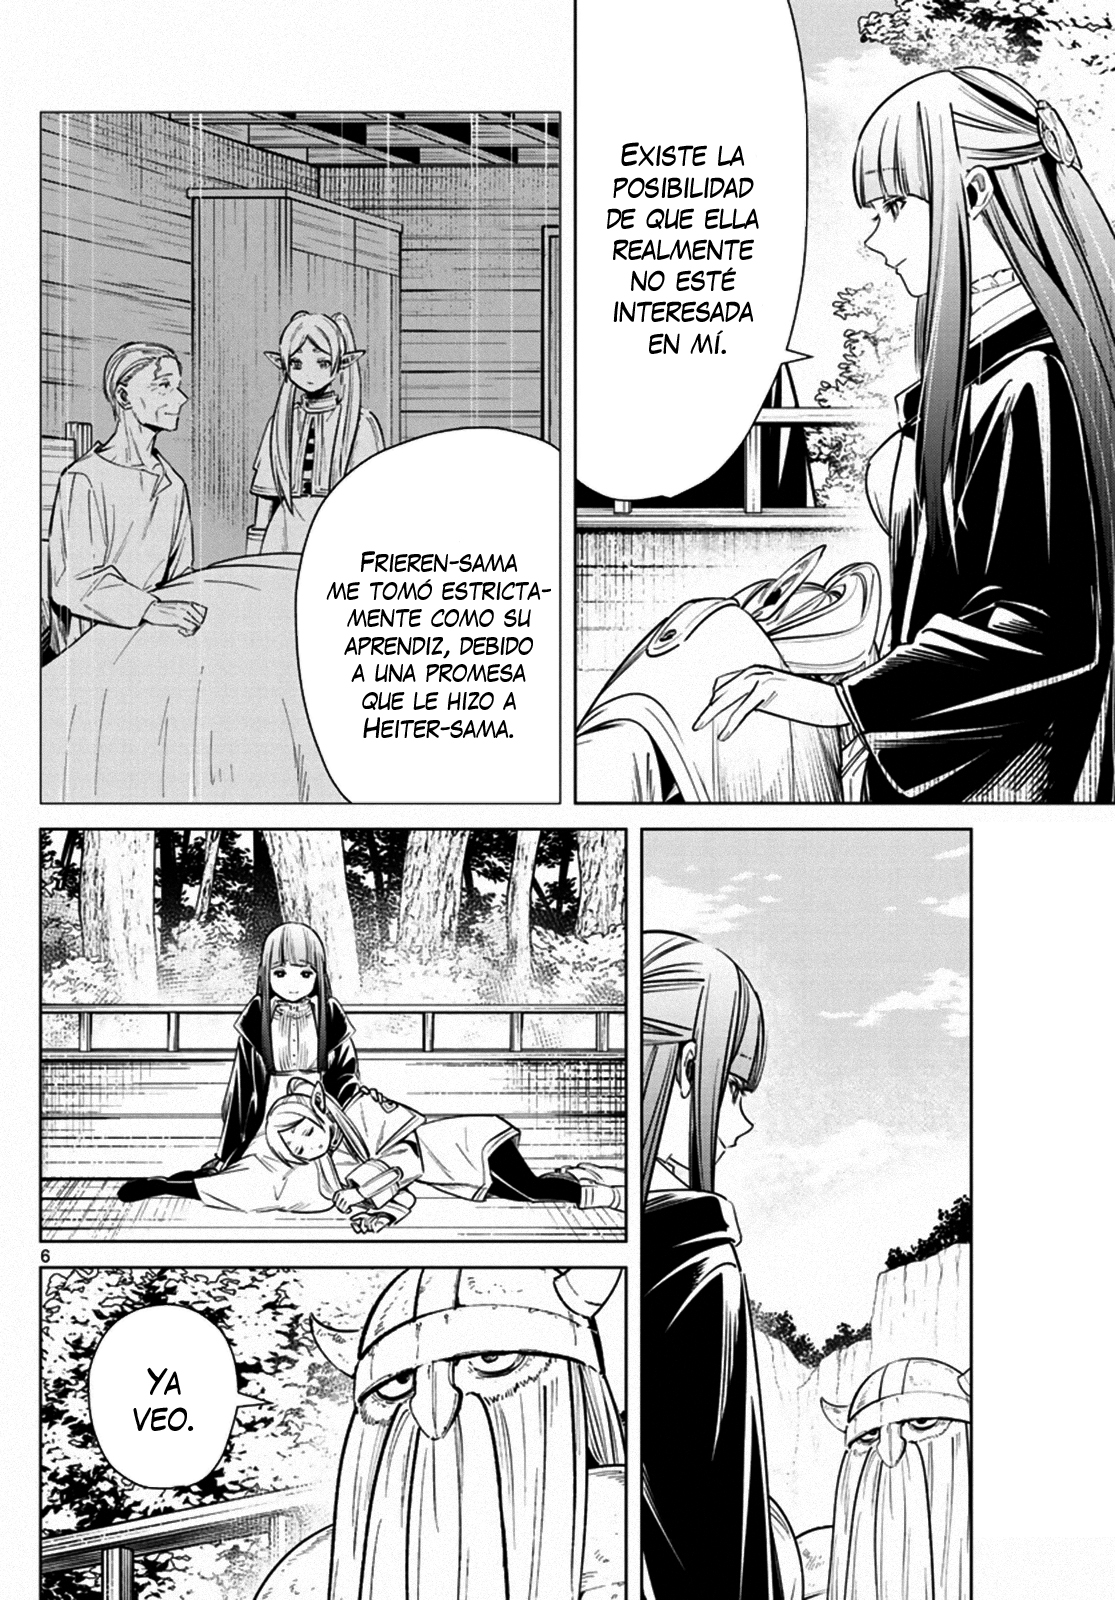 Existe la
posibilidad
de que ella
realmente
no esté
interesada
en mí.
Frieren-sama
me tomó estricta-
mente como su
aprendiz, debido
a una promesa
que le hizo a
Heiter-sama.
6
Ya
veo.